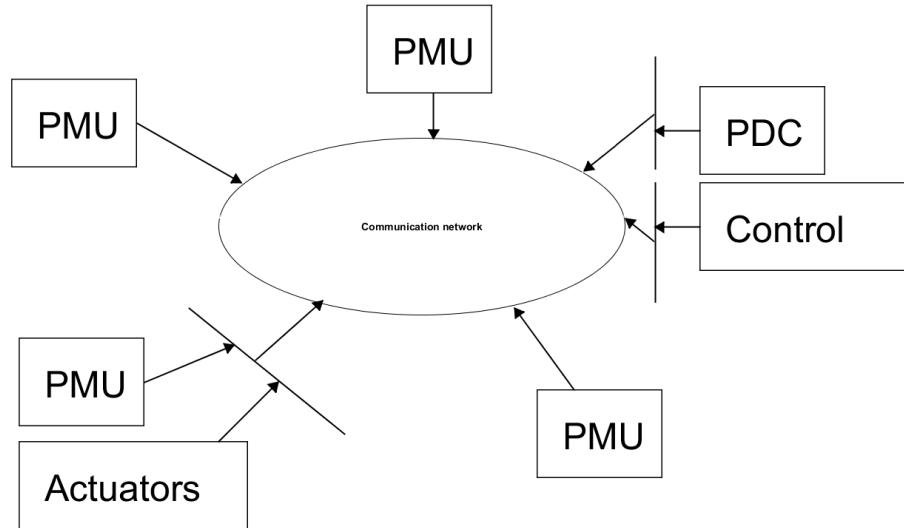 PMU
PMU
PDC
Communication network
Control
PMU
PMU
Actuators